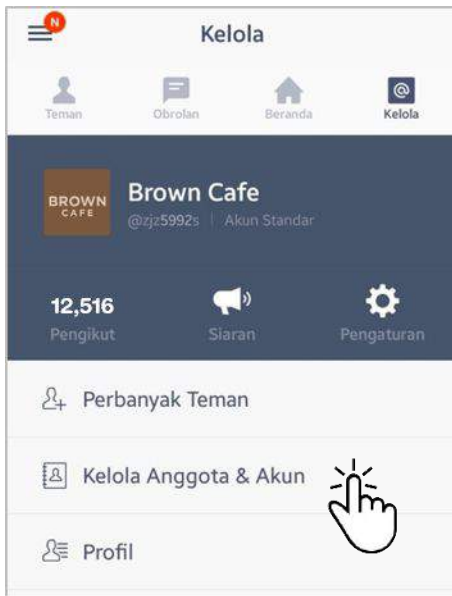 N
Kelola
Teman
Obrolan
Beranda
Kelola
BROWN
CAFE
Brown Cafe
@zjz5992s | Akun Standar
12,516
Pengikut
Siaran
Pengaturan
Perbanyak Teman
Kelola Anggota & Akun
Profil